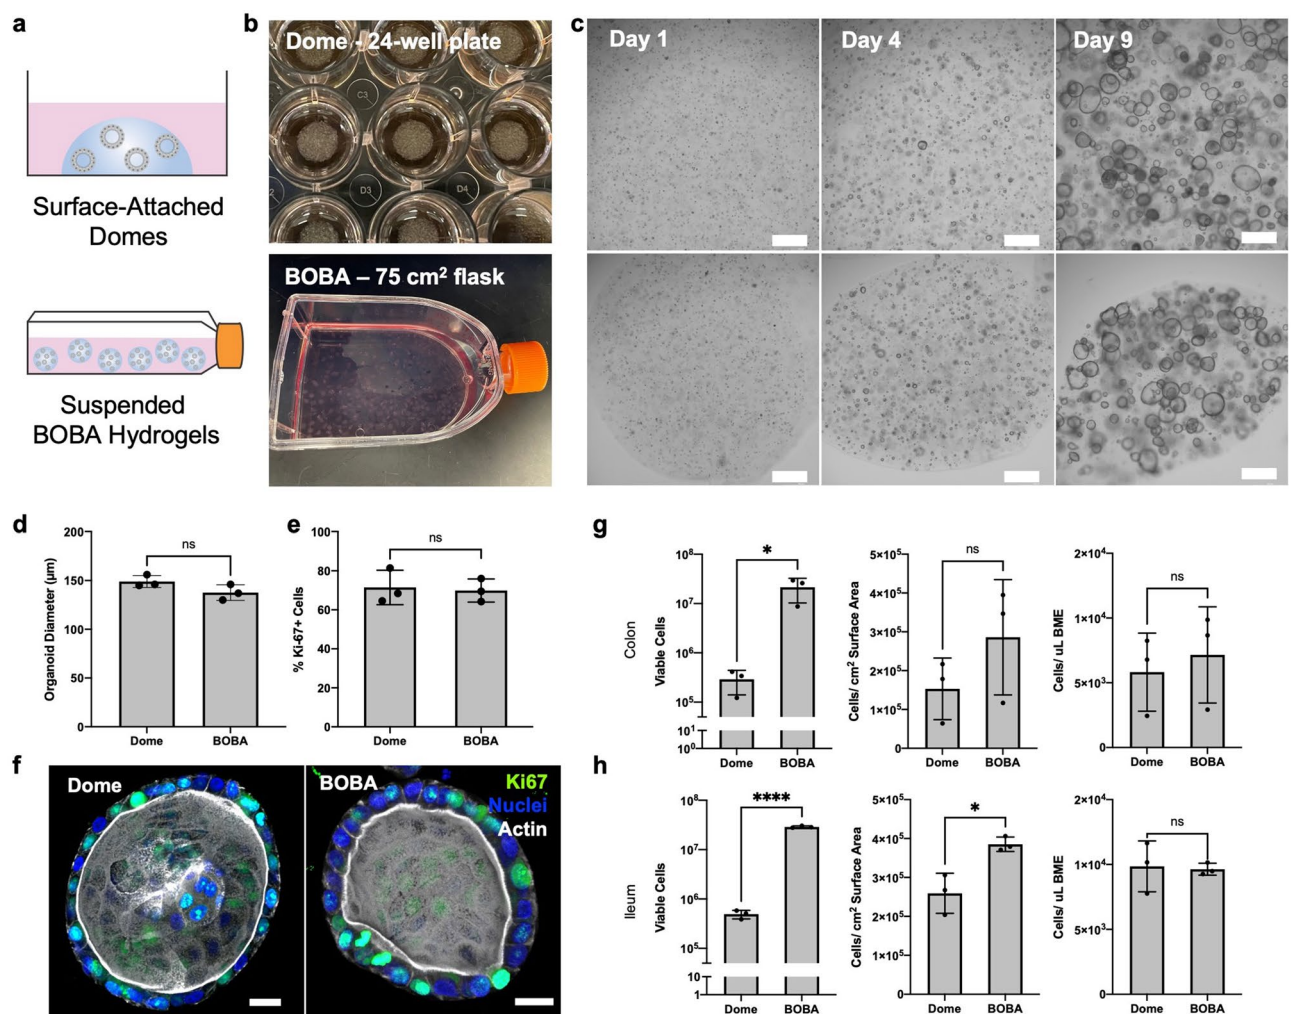 a
Surface-Attached
Domes
Suspended
BOBA Hydrogels
b
Dome - 24-well plate
C3
D3
D4
BOBA – 75 cm² flask
c
Day 1
Day 4
Day 9
d
200
150
100
50
0
Organoid Diameter (µm)
ns
Dome
BOBA
e
100
80
60
40
20
0
% Ki-67+ Cells
ns
Dome
BOBA
f
Dome
BOBA
Ki67
Nuclei
Actin
g
Colon
Viable Cells
10⁸
10⁷
10⁶
10⁵
10¹
10⁰
*
Dome
BOBA
Cells/ cm² Surface Area
5×10⁵
4×10⁵
3×10⁵
2×10⁵
1×10⁵
0
ns
Dome
BOBA
Cells/ uL BME
2×10⁴
1×10⁴
5×10³
0
ns
Dome
BOBA
h
Ileum
Viable Cells
10⁸
10⁷
10⁶
10⁵
10
1
****
Dome
BOBA
Cells/ cm² Surface Area
5×10⁵
4×10⁵
3×10⁵
2×10⁵
1×10⁵
0
*
Dome
BOBA
Cells/ uL BME
2×10⁴
1×10⁴
5×10³
0
ns
Dome
BOBA